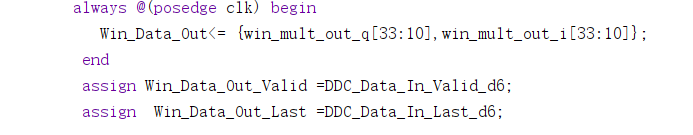 always @(posedge clk) begin
Win_Data_Out<= {win_mult_out_q[33:10],win_mult_out_i[33:10]};
end
assign Win_Data_Out_Valid =DDC_Data_In_Valid_d6;
assign  Win_Data_Out_Last =DDC_Data_In_Last_d6;